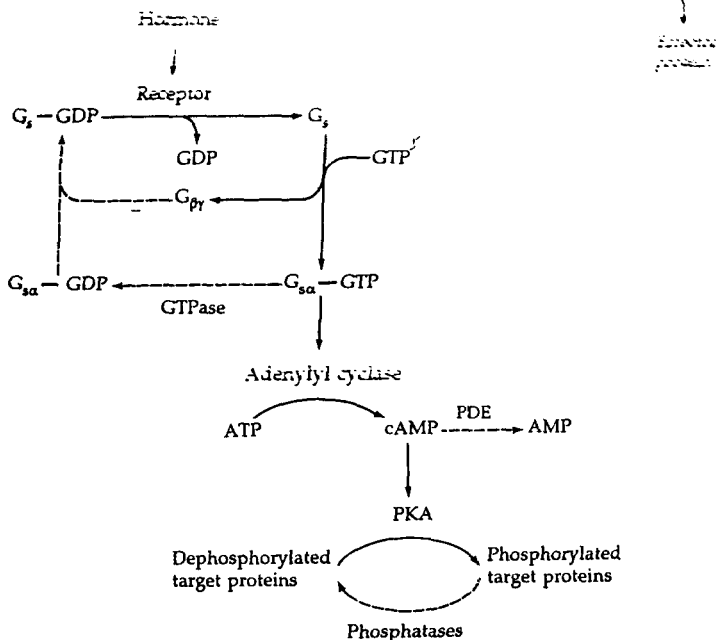 Hormone
Receptor
Gs — GDP
Gs
GDP
GTP
Gβγ
Gsα — GDP
GTPase
Gsα — GTP
Adenylyl cyclase
ATP
cAMP
PDE
AMP
PKA
Dephosphorylated
target proteins
Phosphorylated
target proteins
Phosphatases